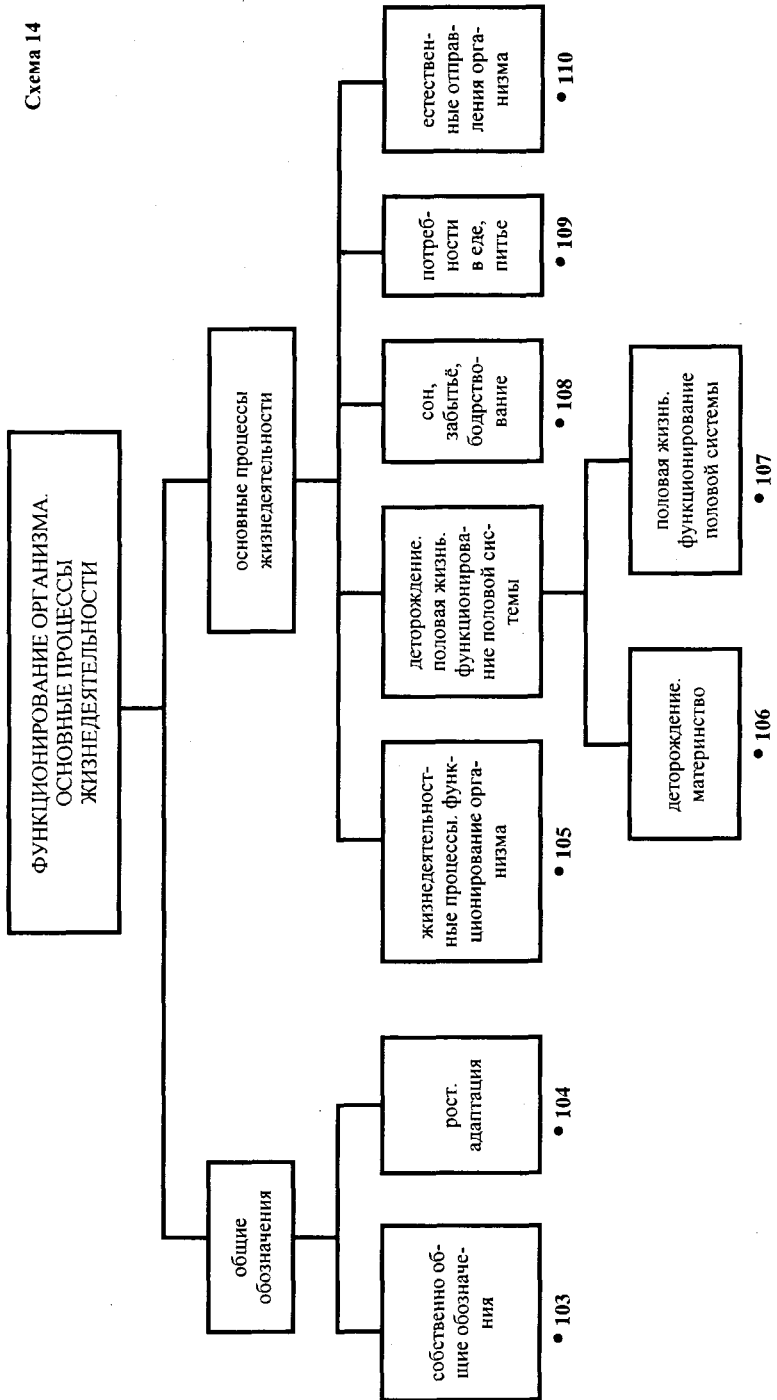 Схема 14
ФУНКЦИОНИРОВАНИЕ ОРГАНИЗМА.
ОСНОВНЫЕ ПРОЦЕССЫ
ЖИЗНЕДЕЯТЕЛЬНОСТИ
общие
обозначения
основные процессы
жизнедеятельности
собственно об-
щие обозначе-
ния
• 103
рост.
адаптация
• 104
жизнедеятельност-
ные процессы. функ-
ционирование орга-
низма
• 105
деторождение.
половая жизнь.
функционирова-
ние половой сис-
темы
сон,
забытьё,
бодрство-
вание
• 108
потреб-
ности
в еде,
питье
• 109
естествен-
ные отправ-
ления орга-
низма
• 110
деторождение.
материнство
• 106
половая жизнь.
функционирование
половой системы
• 107